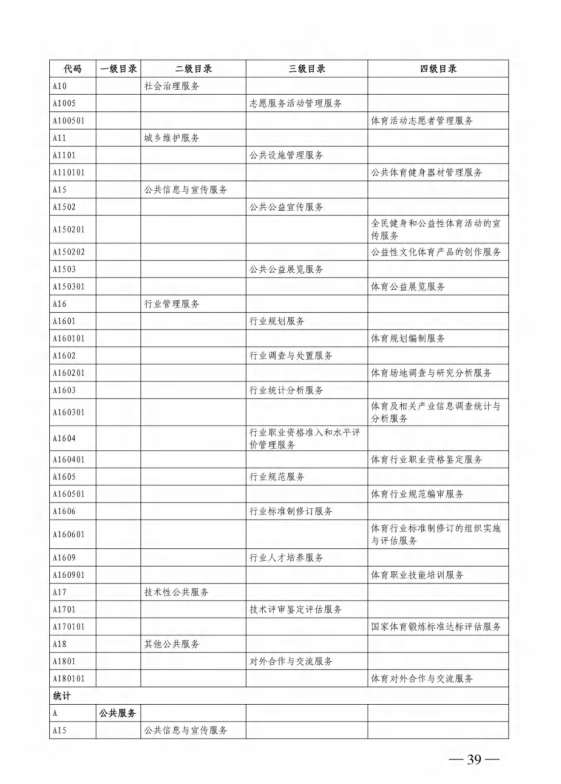 代码 一级目录 二级目录 三级目录 四级目录
A10 社会治理服务
A1005 志愿服务活动管理服务
A100501 体育活动志愿者管理服务
A11 城乡维护服务
A1101 公共设施管理服务
A110101 公共体育健身器材管理服务
A15 公共信息与宣传服务
A1502 公共公益宣传服务
A150201 全民健身和公益性体育活动的宣
传服务
A150202 公益性文化体育产品的创作服务
A1503 公共公益展览服务
A150301 体育公益展览服务
A16 行业管理服务
A1601 行业规划服务
A160101 体育规划编制服务
A1602 行业调查与处置服务
A160201 体育场地调查与研究分析服务
A1603 行业统计分析服务
A160301 体育及相关产业信息调查统计与
分析服务
A1604 行业职业资格准入和水平评
价管理服务
A160401 体育行业职业资格鉴定服务
A1605 行业规范服务
A160501 体育行业规范编审服务
A1606 行业标准制修订服务
A160601 体育行业标准制修订的组织实施
与评估服务
A1609 行业人才培养服务
A160901 体育职业技能培训服务
A17 技术性公共服务
A1701 技术评审鉴定评估服务
A170101 国家体育锻炼标准达标评估服务
A18 其他公共服务
A1801 对外合作与交流服务
A180101 体育对外合作与交流服务
统计
A 公共服务
A15 公共信息与宣传服务
— 39 —